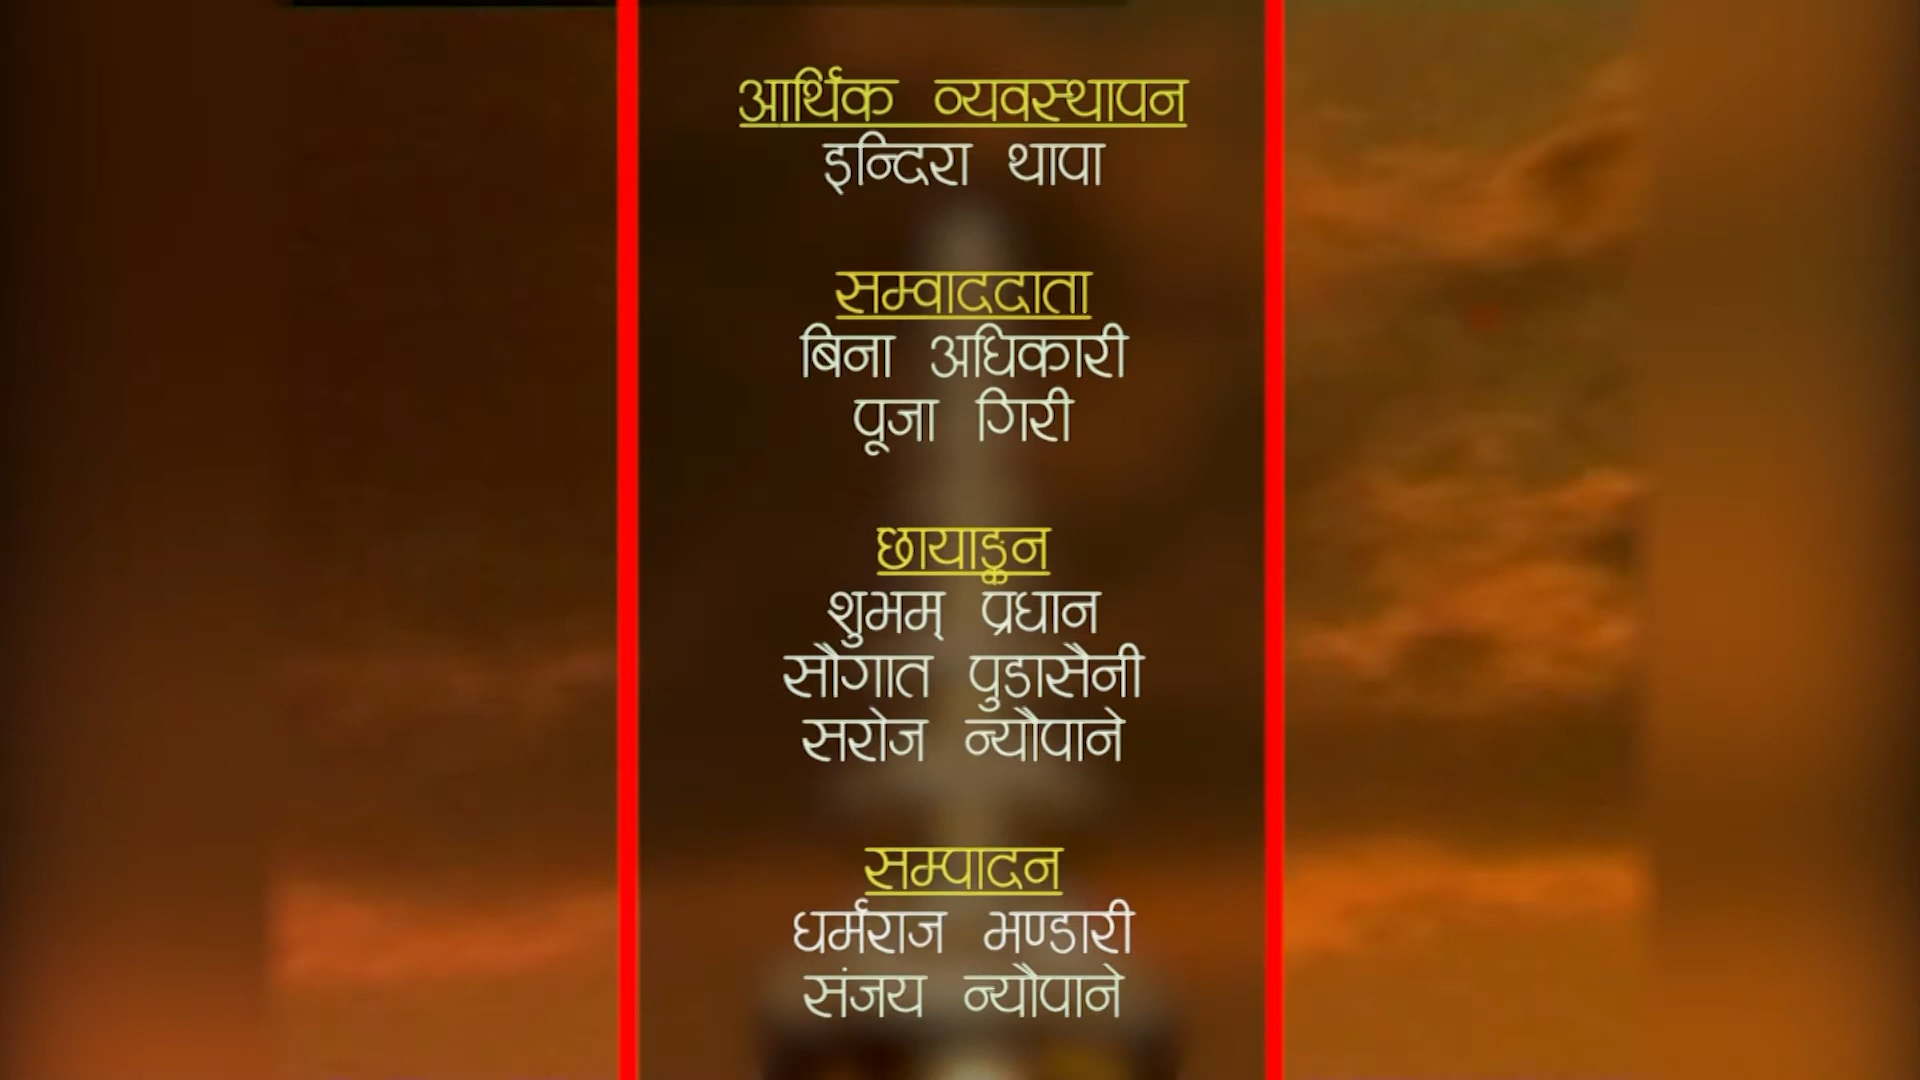 आर्थिक व्यवस्थापन
इन्दिरा थापा
सम्वाददाता
बिना अधिकारी
पूजा गिरी
छायाङ्कन
शुभम् प्रधान
सौगात पुडासैनी
सरोज न्यौपाने
सम्पादन
धर्मराज भण्डारी
संजय न्यौपाने